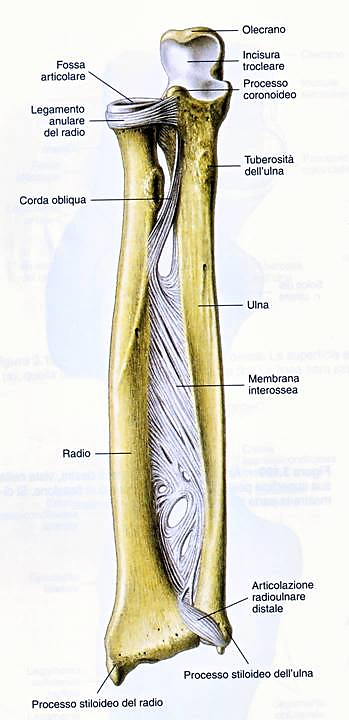 Olecrano
Fossa
articolare
Incisura
trocleare
Processo
coronoideo
Legamento
anulare
del radio
Tuberosità
dell'ulna
Corda obliqua
Ulna
Membrana
interossea
Radio
Articolazione
radioulnare
distale
Processo stiloideo dell'ulna
Processo stiloideo del radio